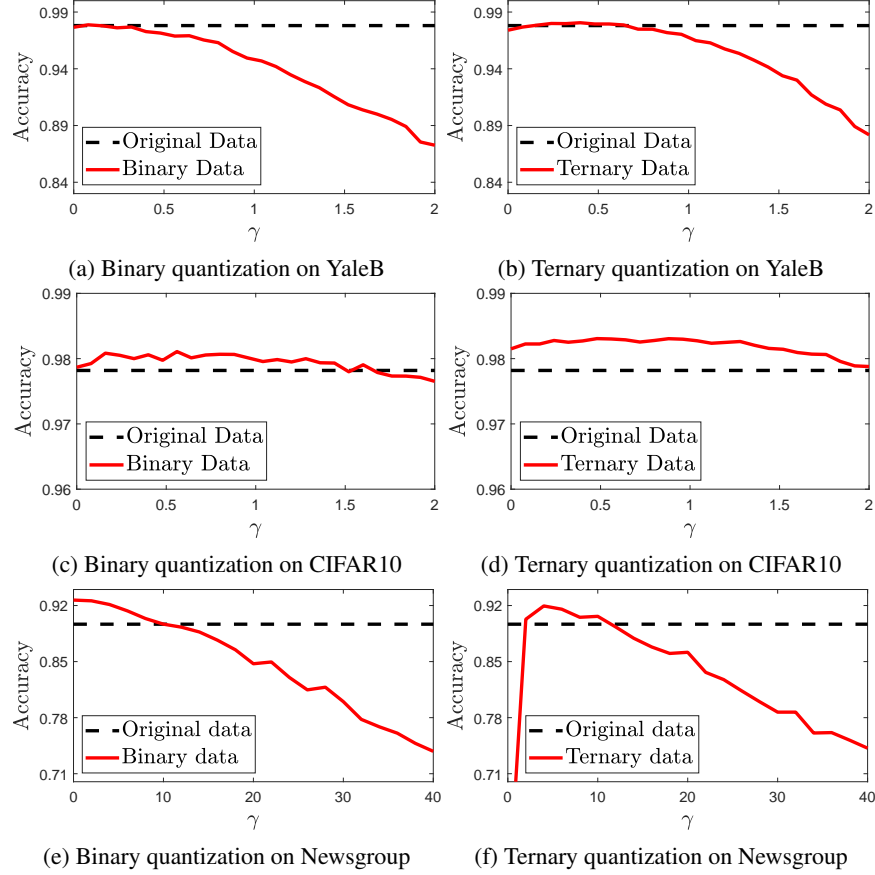 0.99
0.94
0.89
0.84
Accuracy
Original Data
Binary Data
0 0.5 1 1.5 2
γ
(a) Binary quantization on YaleB
0.99
0.94
0.89
0.84
Accuracy
Original Data
Ternary Data
0 0.5 1 1.5 2
γ
(b) Ternary quantization on YaleB
0.99
0.98
0.97
0.96
Accuracy
Original Data
Binary Data
0 0.5 1 1.5 2
γ
(c) Binary quantization on CIFAR10
0.99
0.98
0.97
0.96
Accuracy
Original Data
Ternary Data
0 0.5 1 1.5 2
γ
(d) Ternary quantization on CIFAR10
0.92
0.85
0.78
0.71
Accuracy
Original data
Binary data
0 10 20 30 40
γ
(e) Binary quantization on Newsgroup
0.92
0.85
0.78
0.71
Accuracy
Original data
Ternary data
0 10 20 30 40
γ
(f) Ternary quantization on Newsgroup